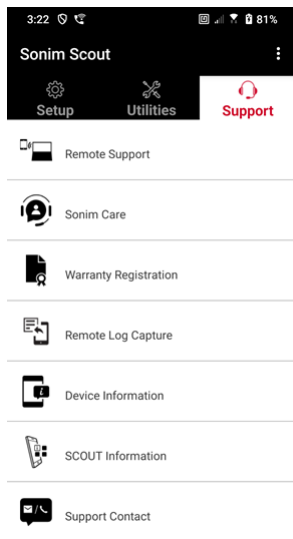 3:22 81%
Sonim Scout
Setup Utilities Support
Remote Support
Sonim Care
Warranty Registration
Remote Log Capture
Device Information
SCOUT Information
Support Contact